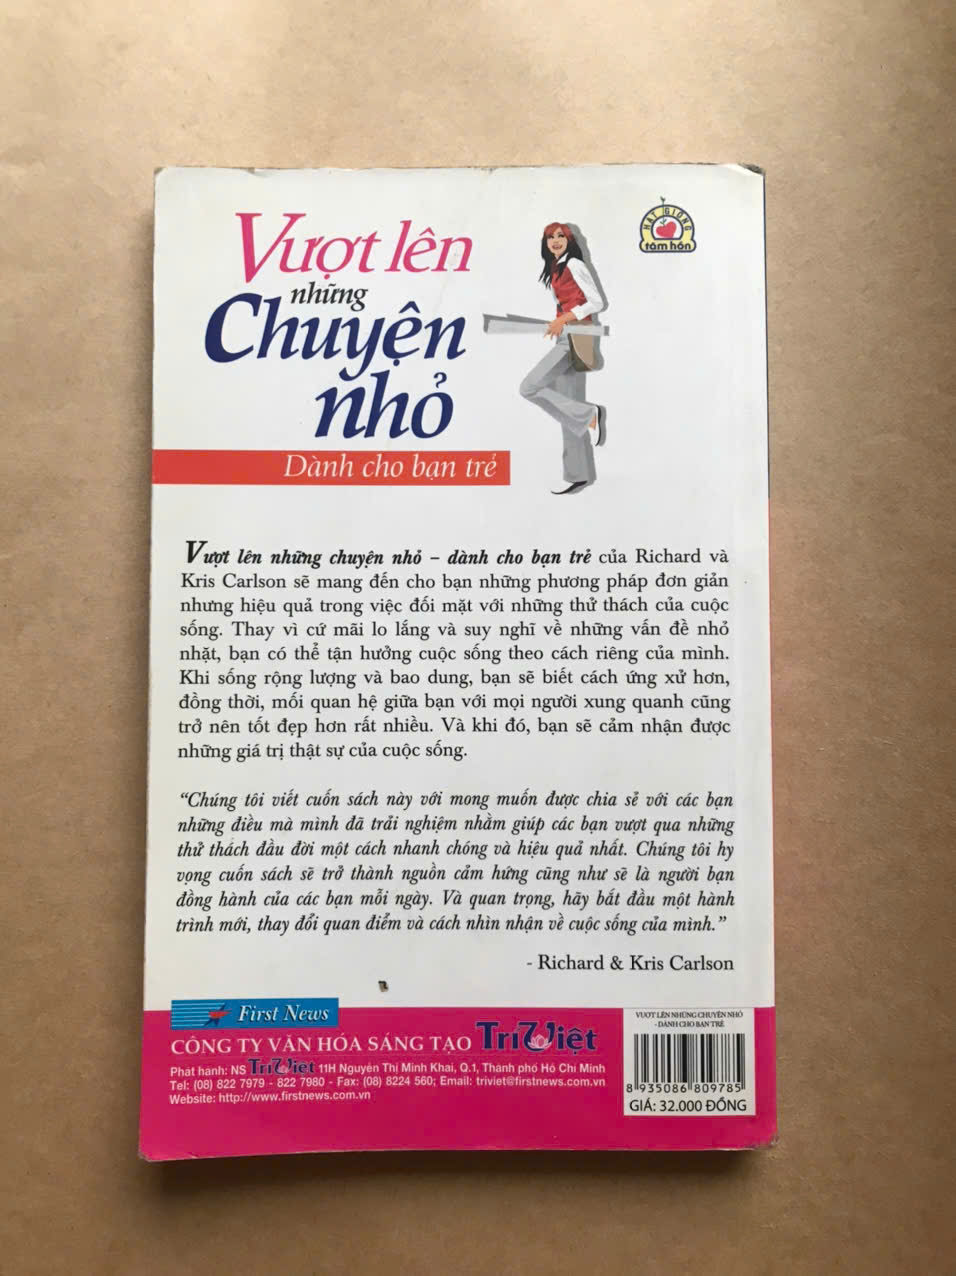 Vượt lên
những
Chuyện
nhỏ
Dành cho bạn trẻ
HẠT GIỐNG
tâm hồn
Vượt lên những chuyện nhỏ – dành cho bạn trẻ của Richard và
Kris Carlson sẽ mang đến cho bạn những phương pháp đơn giản
nhưng hiệu quả trong việc đối mặt với những thử thách của cuộc
sống. Thay vì cứ mãi lo lắng và suy nghĩ về những vấn đề nhỏ
nhặt, bạn có thể tận hưởng cuộc sống theo cách riêng của mình.
Khi sống rộng lượng và bao dung, bạn sẽ biết cách ứng xử hơn,
đồng thời, mối quan hệ giữa bạn với mọi người xung quanh cũng
trở nên tốt đẹp hơn rất nhiều. Và khi đó, bạn sẽ cảm nhận được
những giá trị thật sự của cuộc sống.
“Chúng tôi viết cuốn sách này với mong muốn được chia sẻ với các bạn
những điều mà mình đã trải nghiệm nhằm giúp các bạn vượt qua những
thử thách đầu đời một cách nhanh chóng và hiệu quả nhất. Chúng tôi hy
vọng cuốn sách sẽ trở thành nguồn cảm hứng cũng như sẽ là người bạn
đồng hành của các bạn mỗi ngày. Và quan trọng, hãy bắt đầu một hành
trình mới, thay đổi quan điểm và cách nhìn nhận về cuộc sống của mình.”
- Richard & Kris Carlson
First News
CÔNG TY VĂN HÓA SÁNG TẠO Trí Việt
Phát hành: NS Trí Việt 11H Nguyễn Thị Minh Khai, Q.1, Thành phố Hồ Chí Minh
Tel: (08) 822 7979 - 822 7980 - Fax: (08) 8224 560; Email: triviet@firstnews.com.vn
Website: http://www.firstnews.com.vn
VƯỢT LÊN NHỮNG CHUYỆN NHỎ
- DÀNH CHO BẠN TRẺ
8 935086 809785
GIÁ: 32.000 ĐỒNG